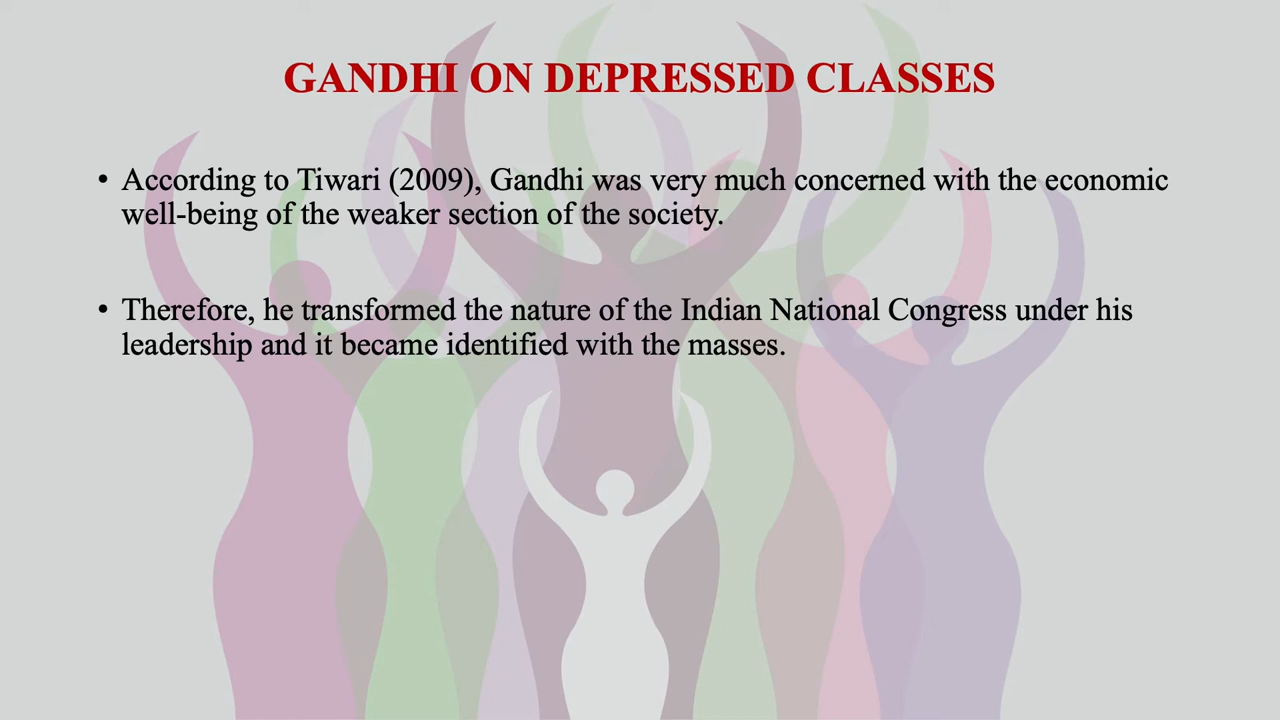 GANDHI ON DEPRESSED CLASSES
• According to Tiwari (2009), Gandhi was very much concerned with the economic
well-being of the weaker section of the society.
• Therefore, he transformed the nature of the Indian National Congress under his
leadership and it became identified with the masses.